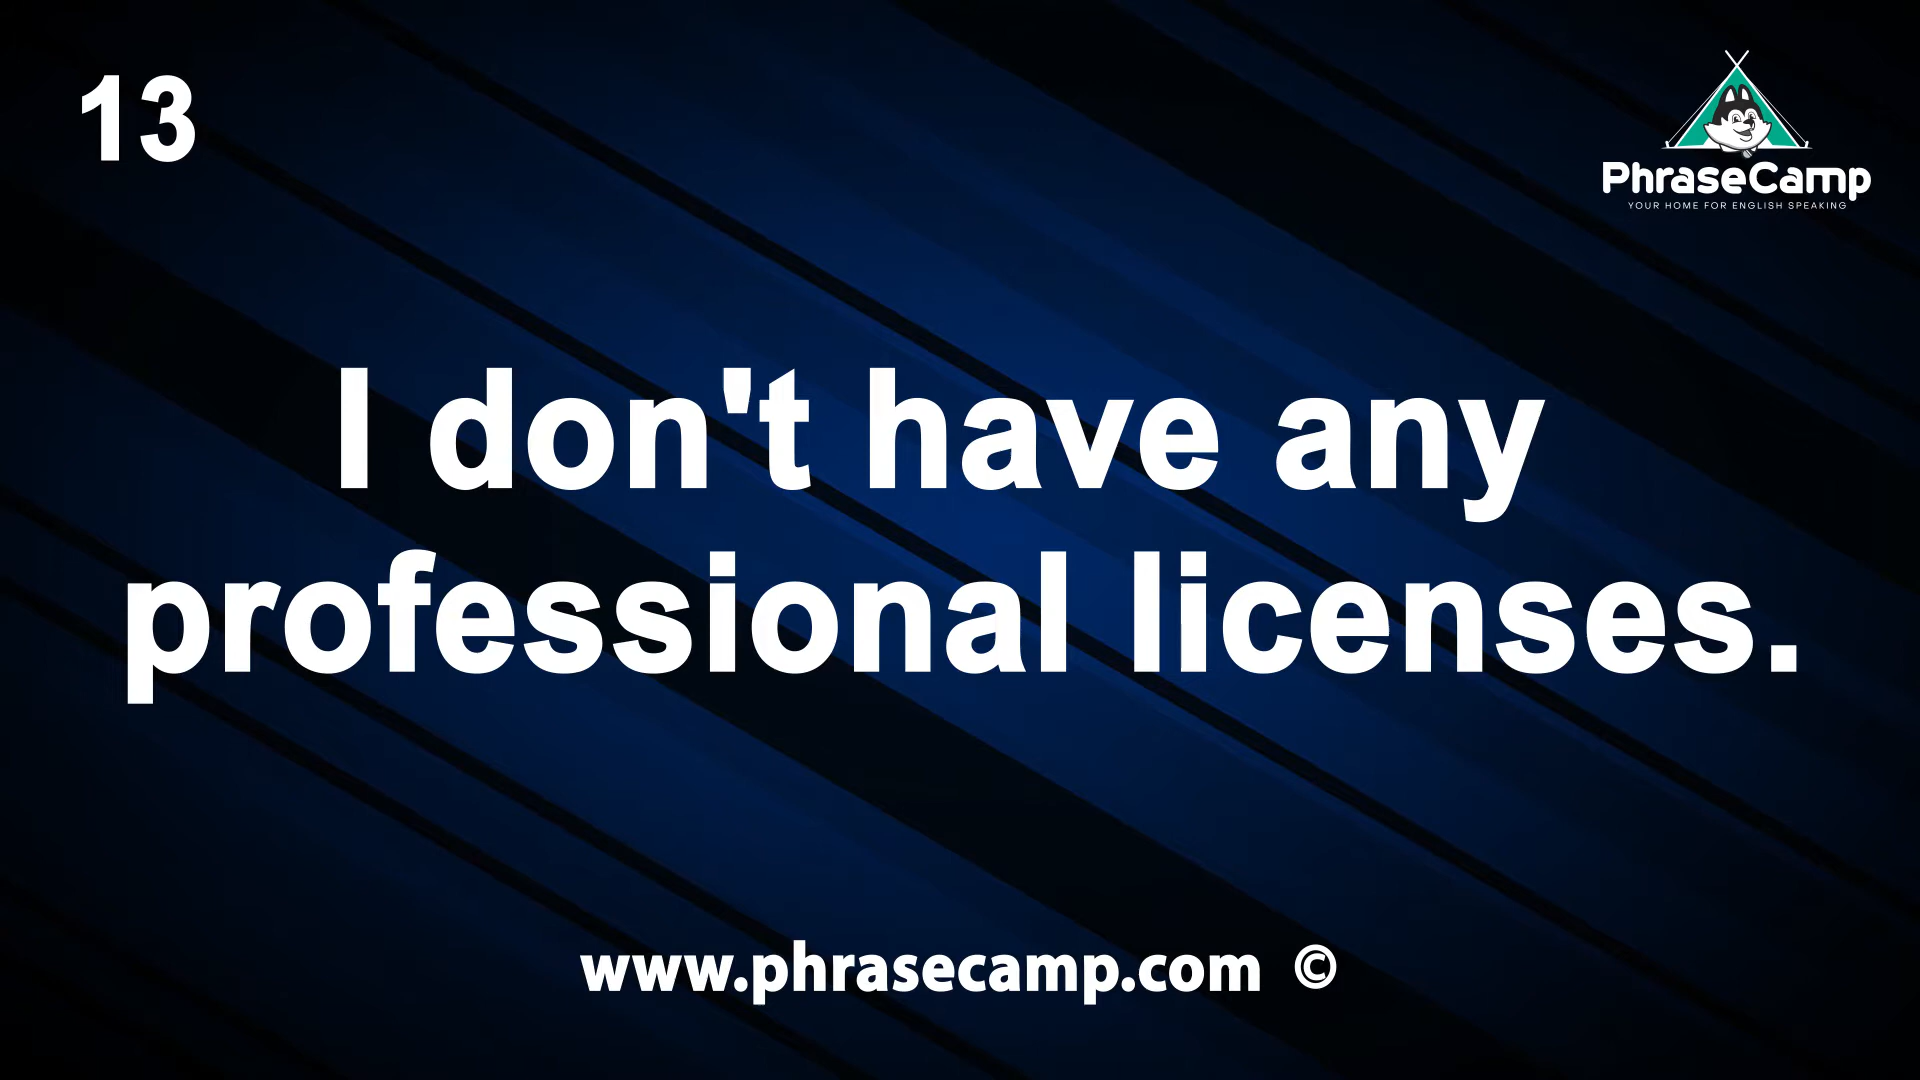 13
PhraseCamp
YOUR HOME FOR ENGLISH SPEAKING
I don't have any
professional licenses.
www.phrasecamp.com ©